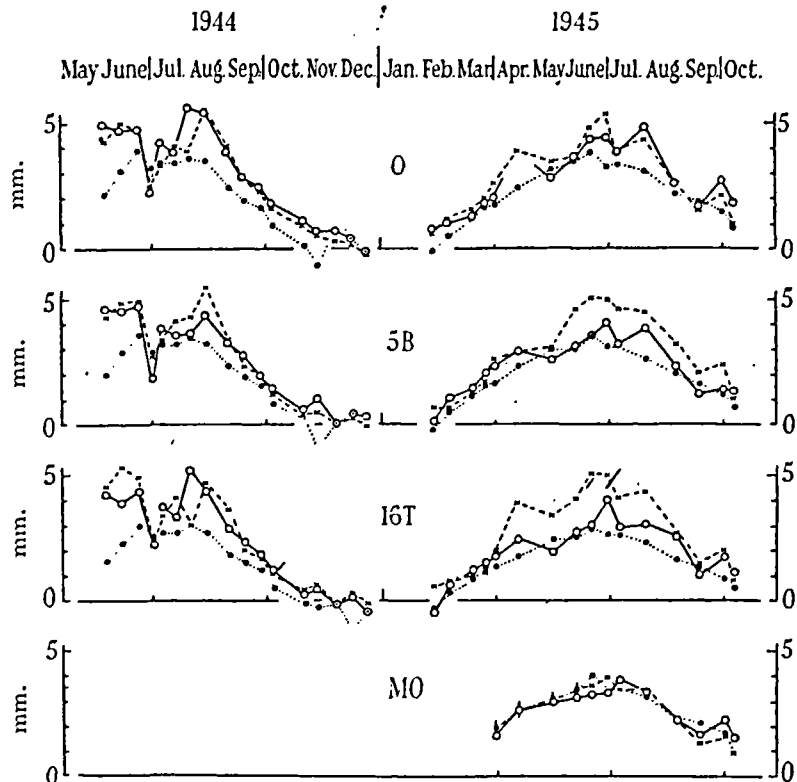 1944 1945
May June Jul. Aug. Sep. Oct. Nov. Dec. Jan. Feb. Mar. Apr. May June Jul. Aug. Sep. Oct.
5 5
mm. O
0 0
5 5
mm. 5B
0 0
5 5
mm. 16T
0 0
5 5
mm. MO
0 0